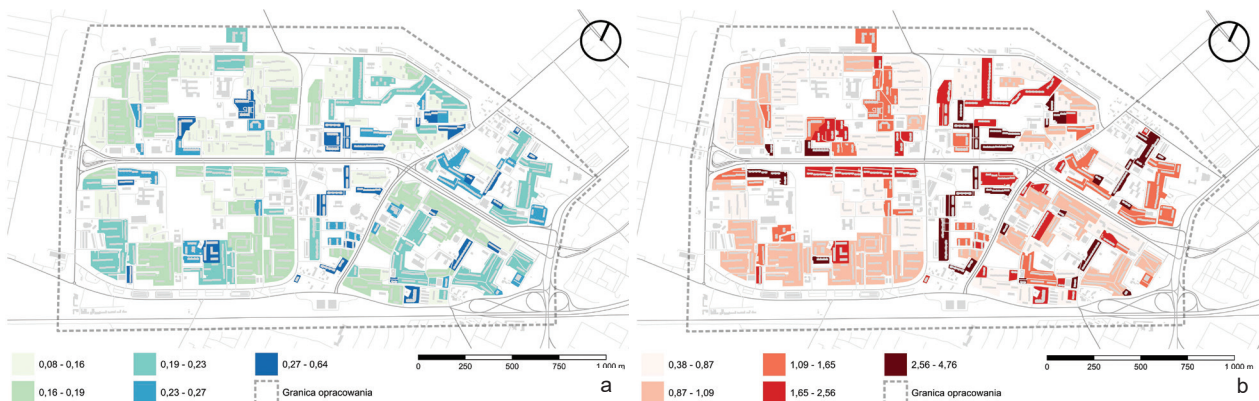 0,08 - 0,16
0,19 - 0,23
0,27 - 0,64
0 250 500 750 1 000 m
a
0,16 - 0,19
0,23 - 0,27
Granica opracowania
0,38 - 0,87
1,09 - 1,65
2,56 - 4,76
0 250 500 750 1 000 m
b
0,87 - 1,09
1,65 - 2,56
Granica opracowania